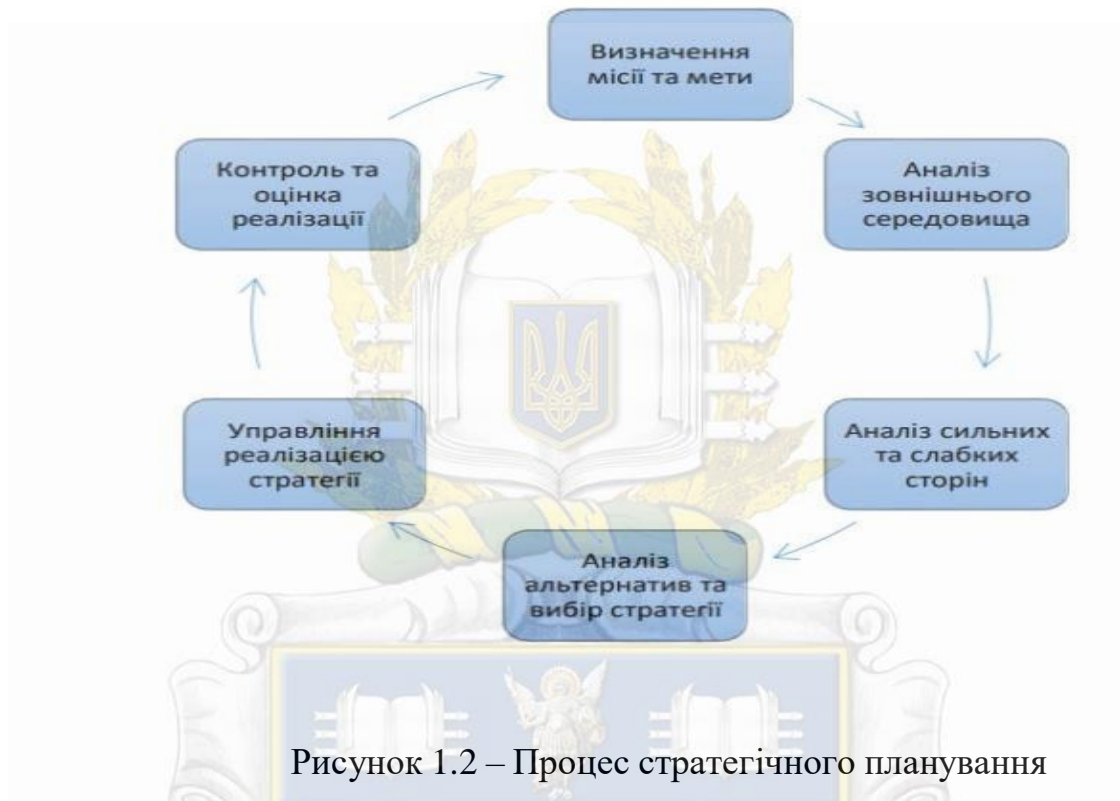 Визначення
місії та мети
Аналіз
зовнішнього
середовища
Аналіз сильних
та слабких
сторін
Аналіз
альтернатив та
вибір стратегії
Управління
реалізацією
стратегії
Контроль та
оцінка
реалізації
Рисунок 1.2 – Процес стратегічного планування